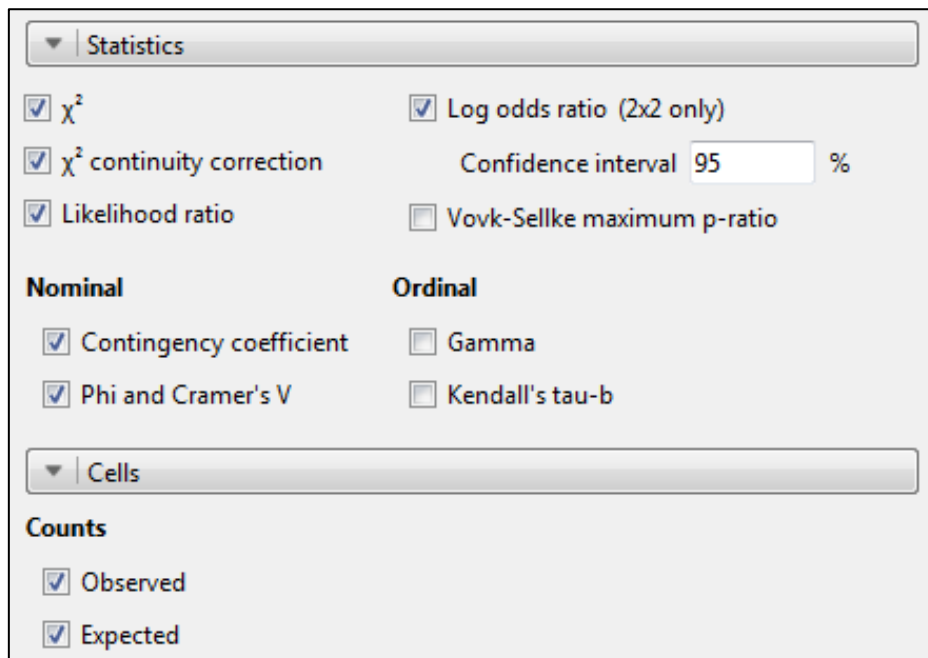 Statistics
χ² Log odds ratio (2x2 only)
χ² continuity correction Confidence interval 95 %
Likelihood ratio Vovk-Sellke maximum p-ratio
Nominal Ordinal
Contingency coefficient Gamma
Phi and Cramer's V Kendall's tau-b
Cells
Counts
Observed
Expected